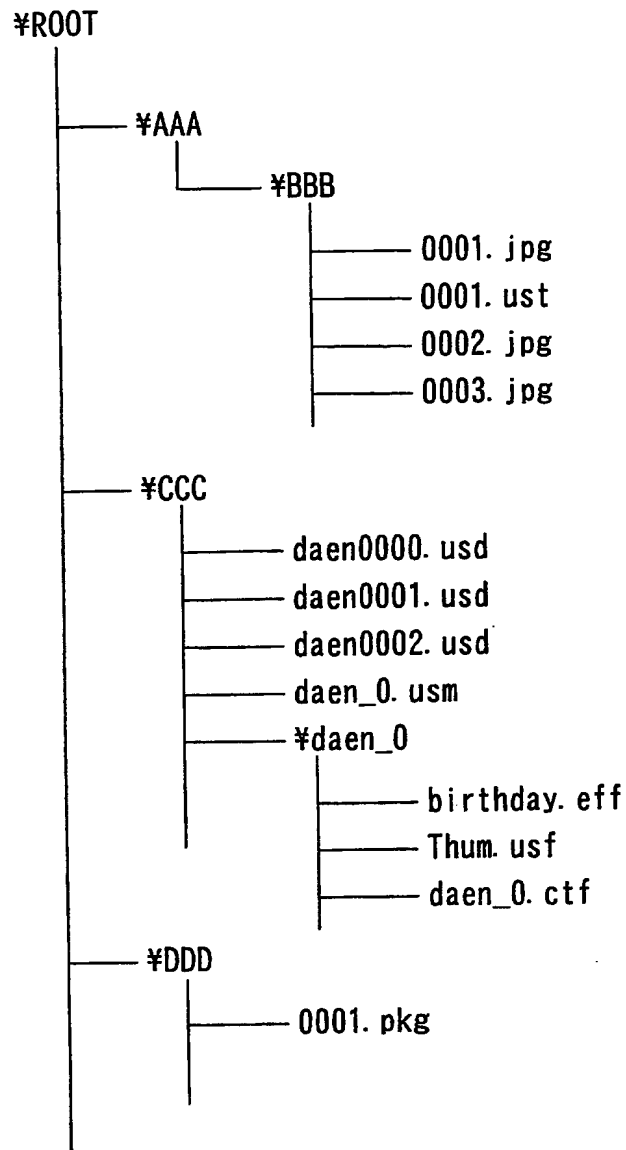 ¥ROOT
¥AAA
¥BBB
0001. jpg
0001. ust
0002. jpg
0003. jpg
¥CCC
daen0000. usd
daen0001. usd
daen0002. usd
daen_0. usm
¥daen_0
birthday. eff
Thum. usf
daen_0. ctf
¥DDD
0001. pkg